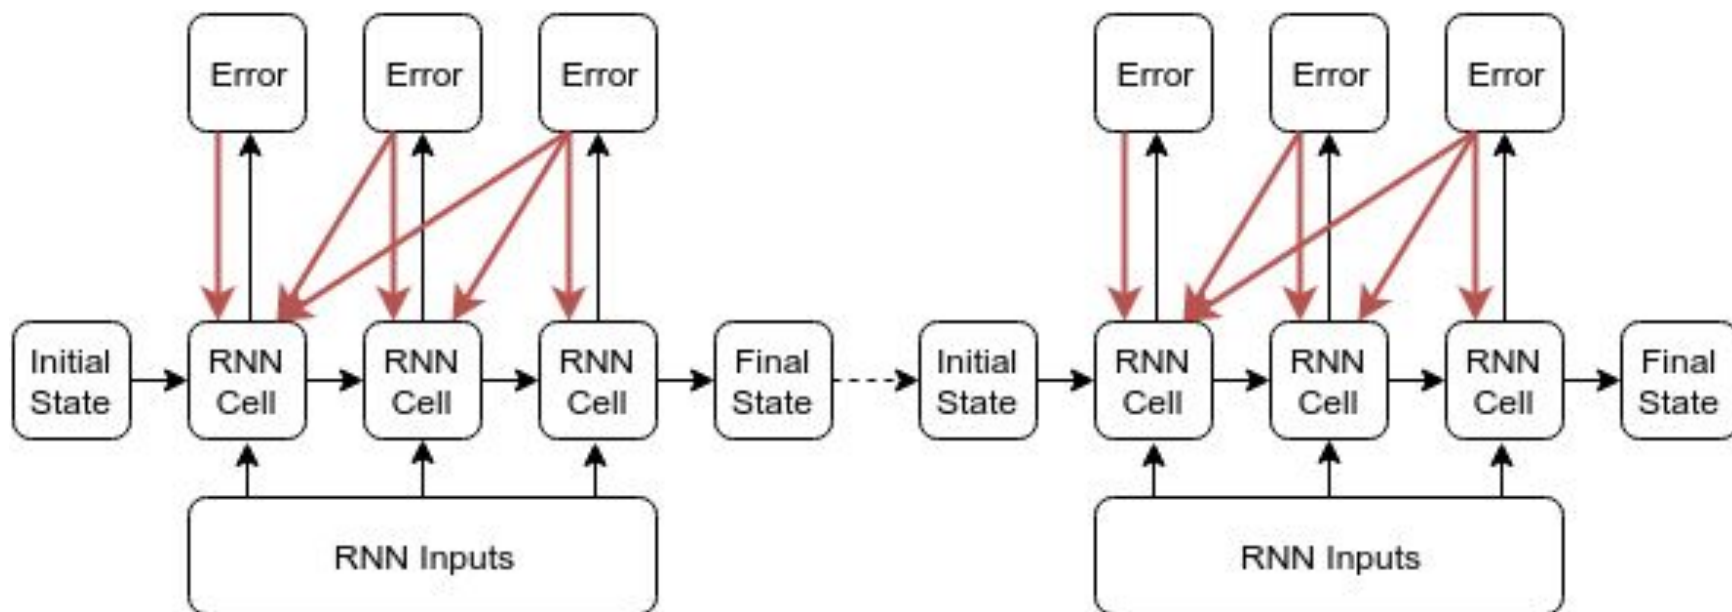 Error
Error
Error
Error
Error
Error
Initial
State
RNN
Cell
RNN
Cell
RNN
Cell
Final
State
Initial
State
RNN
Cell
RNN
Cell
RNN
Cell
Final
State
RNN Inputs
RNN Inputs